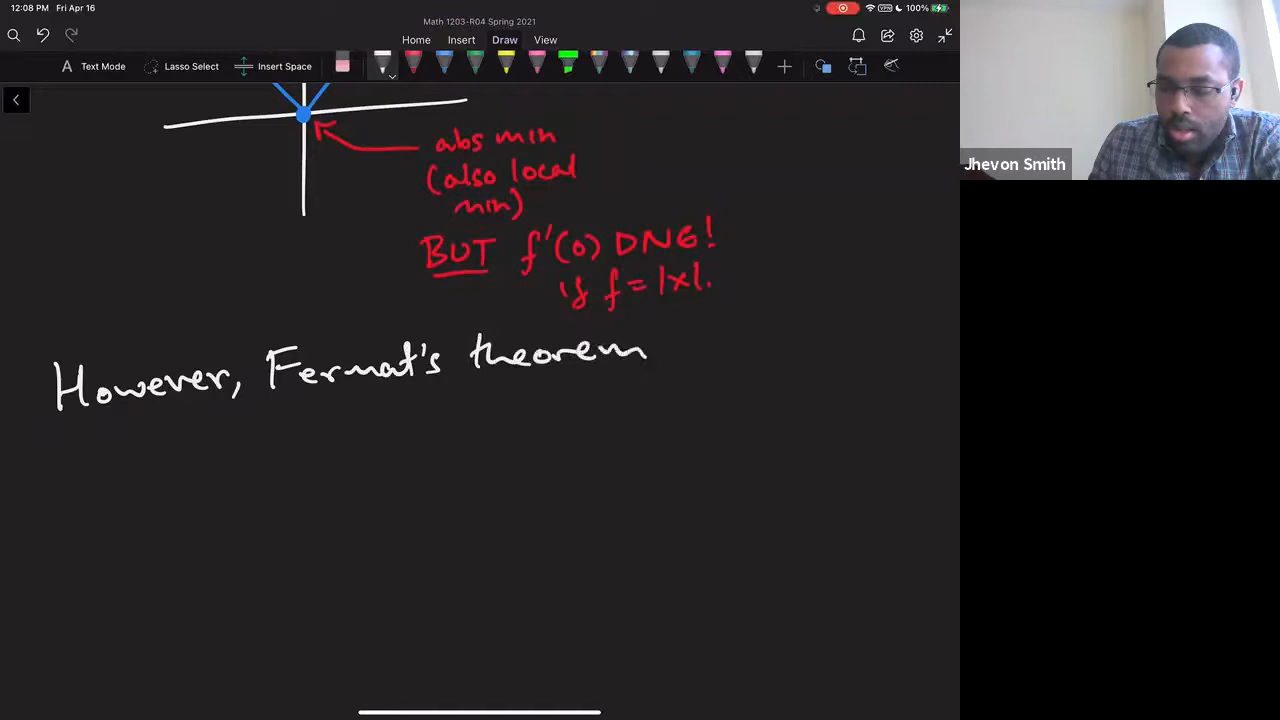 12:08 PM Fri Apr 16
VPN
100%
Math 1203-R04 Spring 2021
Home Insert Draw View
A Text Mode Lasso Select Insert Space
abs min
(also local
min)
BUT f'(0) DNE!
if f = |x|.
However, Fermat's theorem
Jhevon Smith